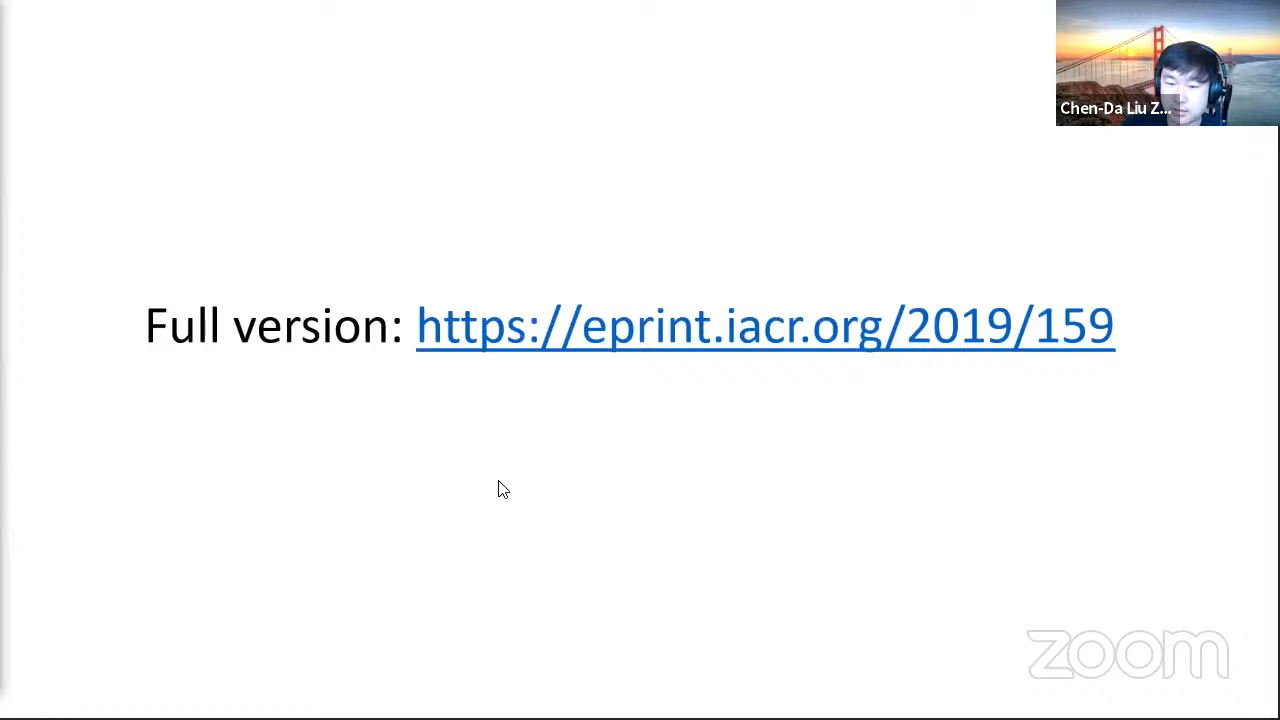 Chen-Da Liu Z...
Full version: https://eprint.iacr.org/2019/159
zoom